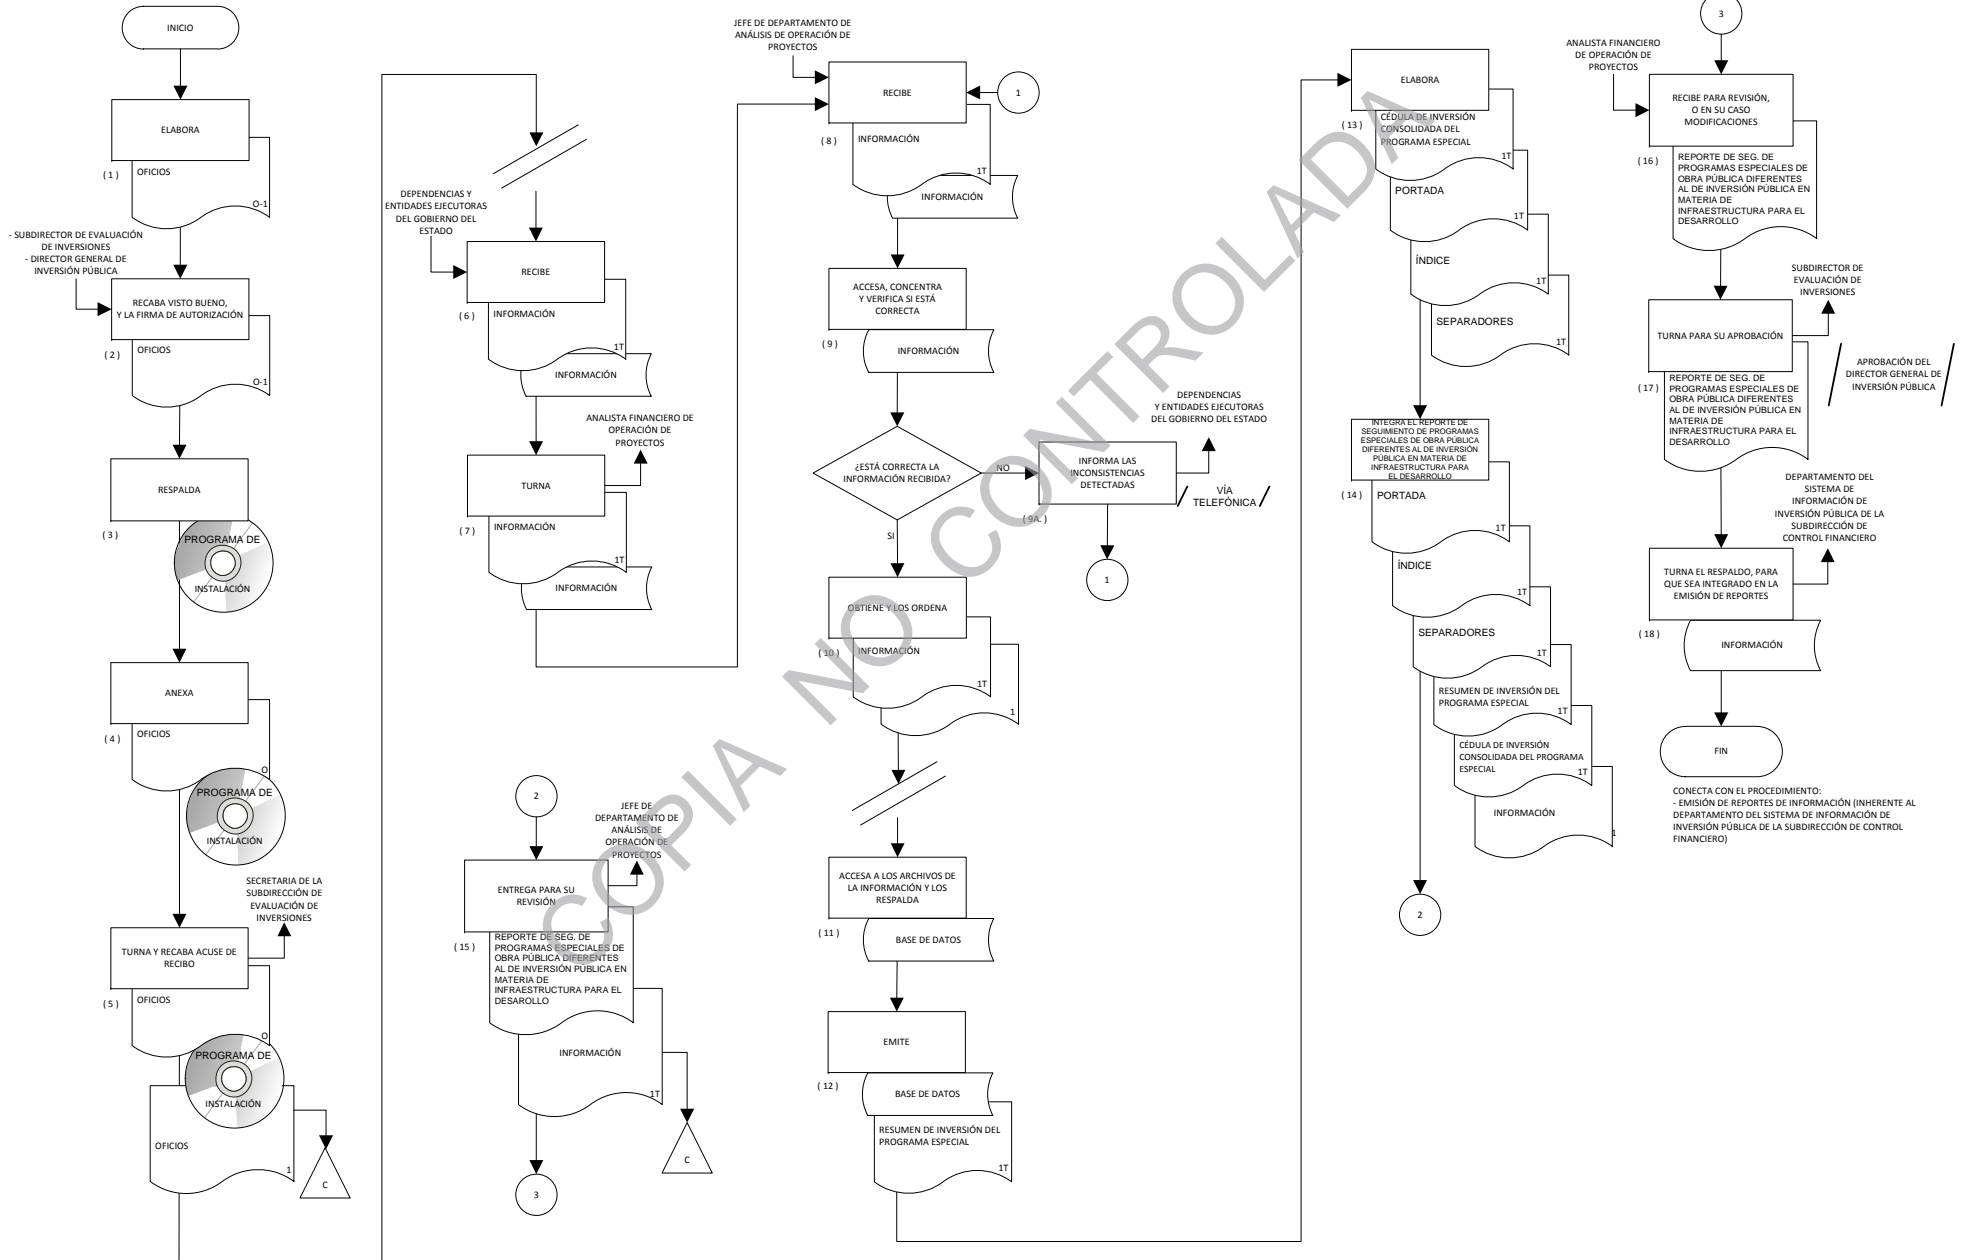 INICIO
ELABORA
( 1 )
OFICIOS
O-1
- SUBDIRECTOR DE EVALUACIÓN
DE INVERSIONES
- DIRECTOR GENERAL DE
INVERSIÓN PÚBLICA
RECABA VISTO BUENO,
Y LA FIRMA DE AUTORIZACIÓN
( 2 )
OFICIOS
O-1
RESPALDA
( 3 )
PROGRAMA DE
INSTALACIÓN
ANEXA
( 4 )
OFICIOS
O
PROGRAMA DE
INSTALACIÓN
SECRETARIA DE LA
SUBDIRECCIÓN DE
EVALUACIÓN DE
INVERSIONES
TURNA Y RECABA ACUSE DE
RECIBO
( 5 )
OFICIOS
O
PROGRAMA DE
INSTALACIÓN
OFICIOS
1
C
DEPENDENCIAS Y
ENTIDADES EJECUTORAS
DEL GOBIERNO DEL
ESTADO
RECIBE
( 6 )
INFORMACIÓN
1T
INFORMACIÓN
ANALISTA FINANCIERO DE
OPERACIÓN DE
PROYECTOS
TURNA
( 7 )
INFORMACIÓN
1T
INFORMACIÓN
2
JEFE DE
DEPARTAMENTO DE
ANÁLISIS DE
OPERACIÓN DE
PROYECTOS
ENTREGA PARA SU
REVISIÓN
( 15 )
REPORTE DE SEG. DE
PROGRAMAS ESPECIALES DE
OBRA PÚBLICA DIFERENTES
AL DE INVERSIÓN PÚBLICA EN
MATERIA DE
INFRAESTRUCTURA PARA EL
DESAROLLO
INFORMACIÓN
1T
C
3
JEFE DE DEPARTAMENTO DE
ANÁLISIS DE OPERACIÓN DE
PROYECTOS
RECIBE
1
( 8 )
INFORMACIÓN
1T
INFORMACIÓN
ACCESA, CONCENTRA
Y VERIFICA SI ESTÁ
CORRECTA
( 9 )
INFORMACIÓN
¿ESTÁ CORRECTA LA
INFORMACIÓN RECIBIDA?
NO
SI
DEPENDENCIAS
Y ENTIDADES EJECUTORAS
DEL GOBIERNO DEL ESTADO
INFORMA LAS
INCONSISTENCIAS
DETECTADAS
VÍA
TELEFÓNICA
( 9A. )
1
OBTIENE Y LOS ORDENA
( 10 )
INFORMACIÓN
1T
1
ACCESA A LOS ARCHIVOS DE
LA INFORMACIÓN Y LOS
RESPALDA
( 11 )
BASE DE DATOS
EMITE
( 12 )
BASE DE DATOS
RESUMEN DE INVERSIÓN DEL
PROGRAMA ESPECIAL
1T
ELABORA
( 13 )
CÉDULA DE INVERSIÓN
CONSOLIDADA DEL
PROGRAMA ESPECIAL
1T
PORTADA
1T
ÍNDICE
1T
SEPARADORES
1T
INTEGRA EL REPORTE DE
SEGUIMIENTO DE PROGRAMAS
ESPECIALES DE OBRA PÚBLICA
DIFERENTES AL DE INVERSIÓN
PÚBLICA EN MATERIA DE
INFRAESTRUCTURA PARA
EL DESARROLLO
( 14 )
PORTADA
1T
ÍNDICE
1T
SEPARADORES
1T
RESUMEN DE INVERSIÓN DEL
PROGRAMA ESPECIAL
1T
CÉDULA DE INVERSIÓN
CONSOLIDADA DEL PROGRAMA
ESPECIAL
1T
INFORMACIÓN
1
2
3
ANALISTA FINANCIERO
DE OPERACIÓN DE
PROYECTOS
RECIBE PARA REVISIÓN,
O EN SU CASO
MODIFICACIONES
( 16 )
REPORTE DE SEG. DE
PROGRAMAS ESPECIALES DE
OBRA PÚBLICA DIFERENTES
AL DE INVERSIÓN PÚBLICA EN
MATERIA DE
INFRAESTRUCTURA PARA EL
DESARROLLO
SUBDIRECTOR DE
EVALUACIÓN DE
INVERSIONES
TURNA PARA SU APROBACIÓN
APROBACIÓN DEL
DIRECTOR GENERAL DE
INVERSIÓN PÚBLICA
( 17 )
REPORTE DE SEG. DE
PROGRAMAS ESPECIALES DE
OBRA PÚBLICA DIFERENTES
AL DE INVERSIÓN PÚBLICA EN
MATERIA DE
INFRAESTRUCTURA PARA EL
DESARROLLO
DEPARTAMENTO DEL
SISTEMA DE
INFORMACIÓN DE
INVERSIÓN PÚBLICA DE LA
SUBDIRECCIÓN DE
CONTROL FINANCIERO
TURNA EL RESPALDO, PARA
QUE SEA INTEGRADO EN LA
EMISIÓN DE REPORTES
( 18 )
INFORMACIÓN
FIN
CONECTA CON EL PROCEDIMIENTO:
- EMISIÓN DE REPORTES DE INFORMACIÓN (INHERENTE AL
DEPARTAMENTO DEL SISTEMA DE INFORMACIÓN DE
INVERSIÓN PÚBLICA DE LA SUBDIRECCIÓN DE CONTROL
FINANCIERO)
COPIA NO CONTROLADA